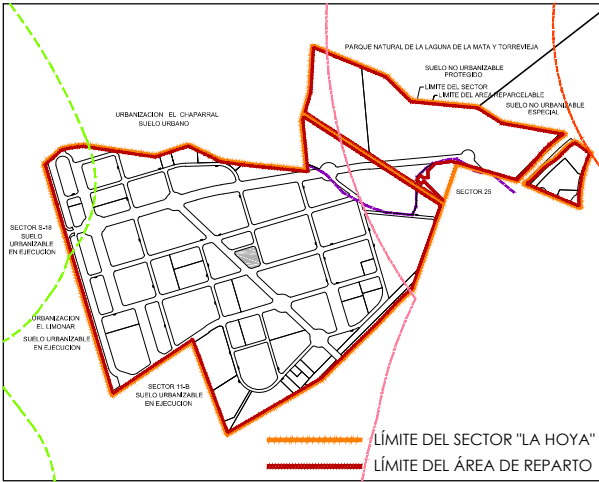 PARQUE NATURAL DE LA LAGUNA DE LA MATA Y TORREVIEJA
SUELO NO URBANIZABLE
PROTEGIDO
LIMITE DEL SECTOR
LIMITE DEL AREA REPARCELABLE
SUELO NO URBANIZABLE
ESPECIAL
URBANIZACION EL CHAPARRAL
SUELO URBANO
SECTOR 25
SECTOR S-18
SUELO
URBANIZABLE
EN EJECUCION
URBANIZACION
EL LIMONAR
SUELO URBANIZABLE
EN EJECUCION
SECTOR 11-B
SUELO URBANIZABLE
EN EJECUCION
LÍMITE DEL SECTOR "LA HOYA"
LÍMITE DEL ÁREA DE REPARTO